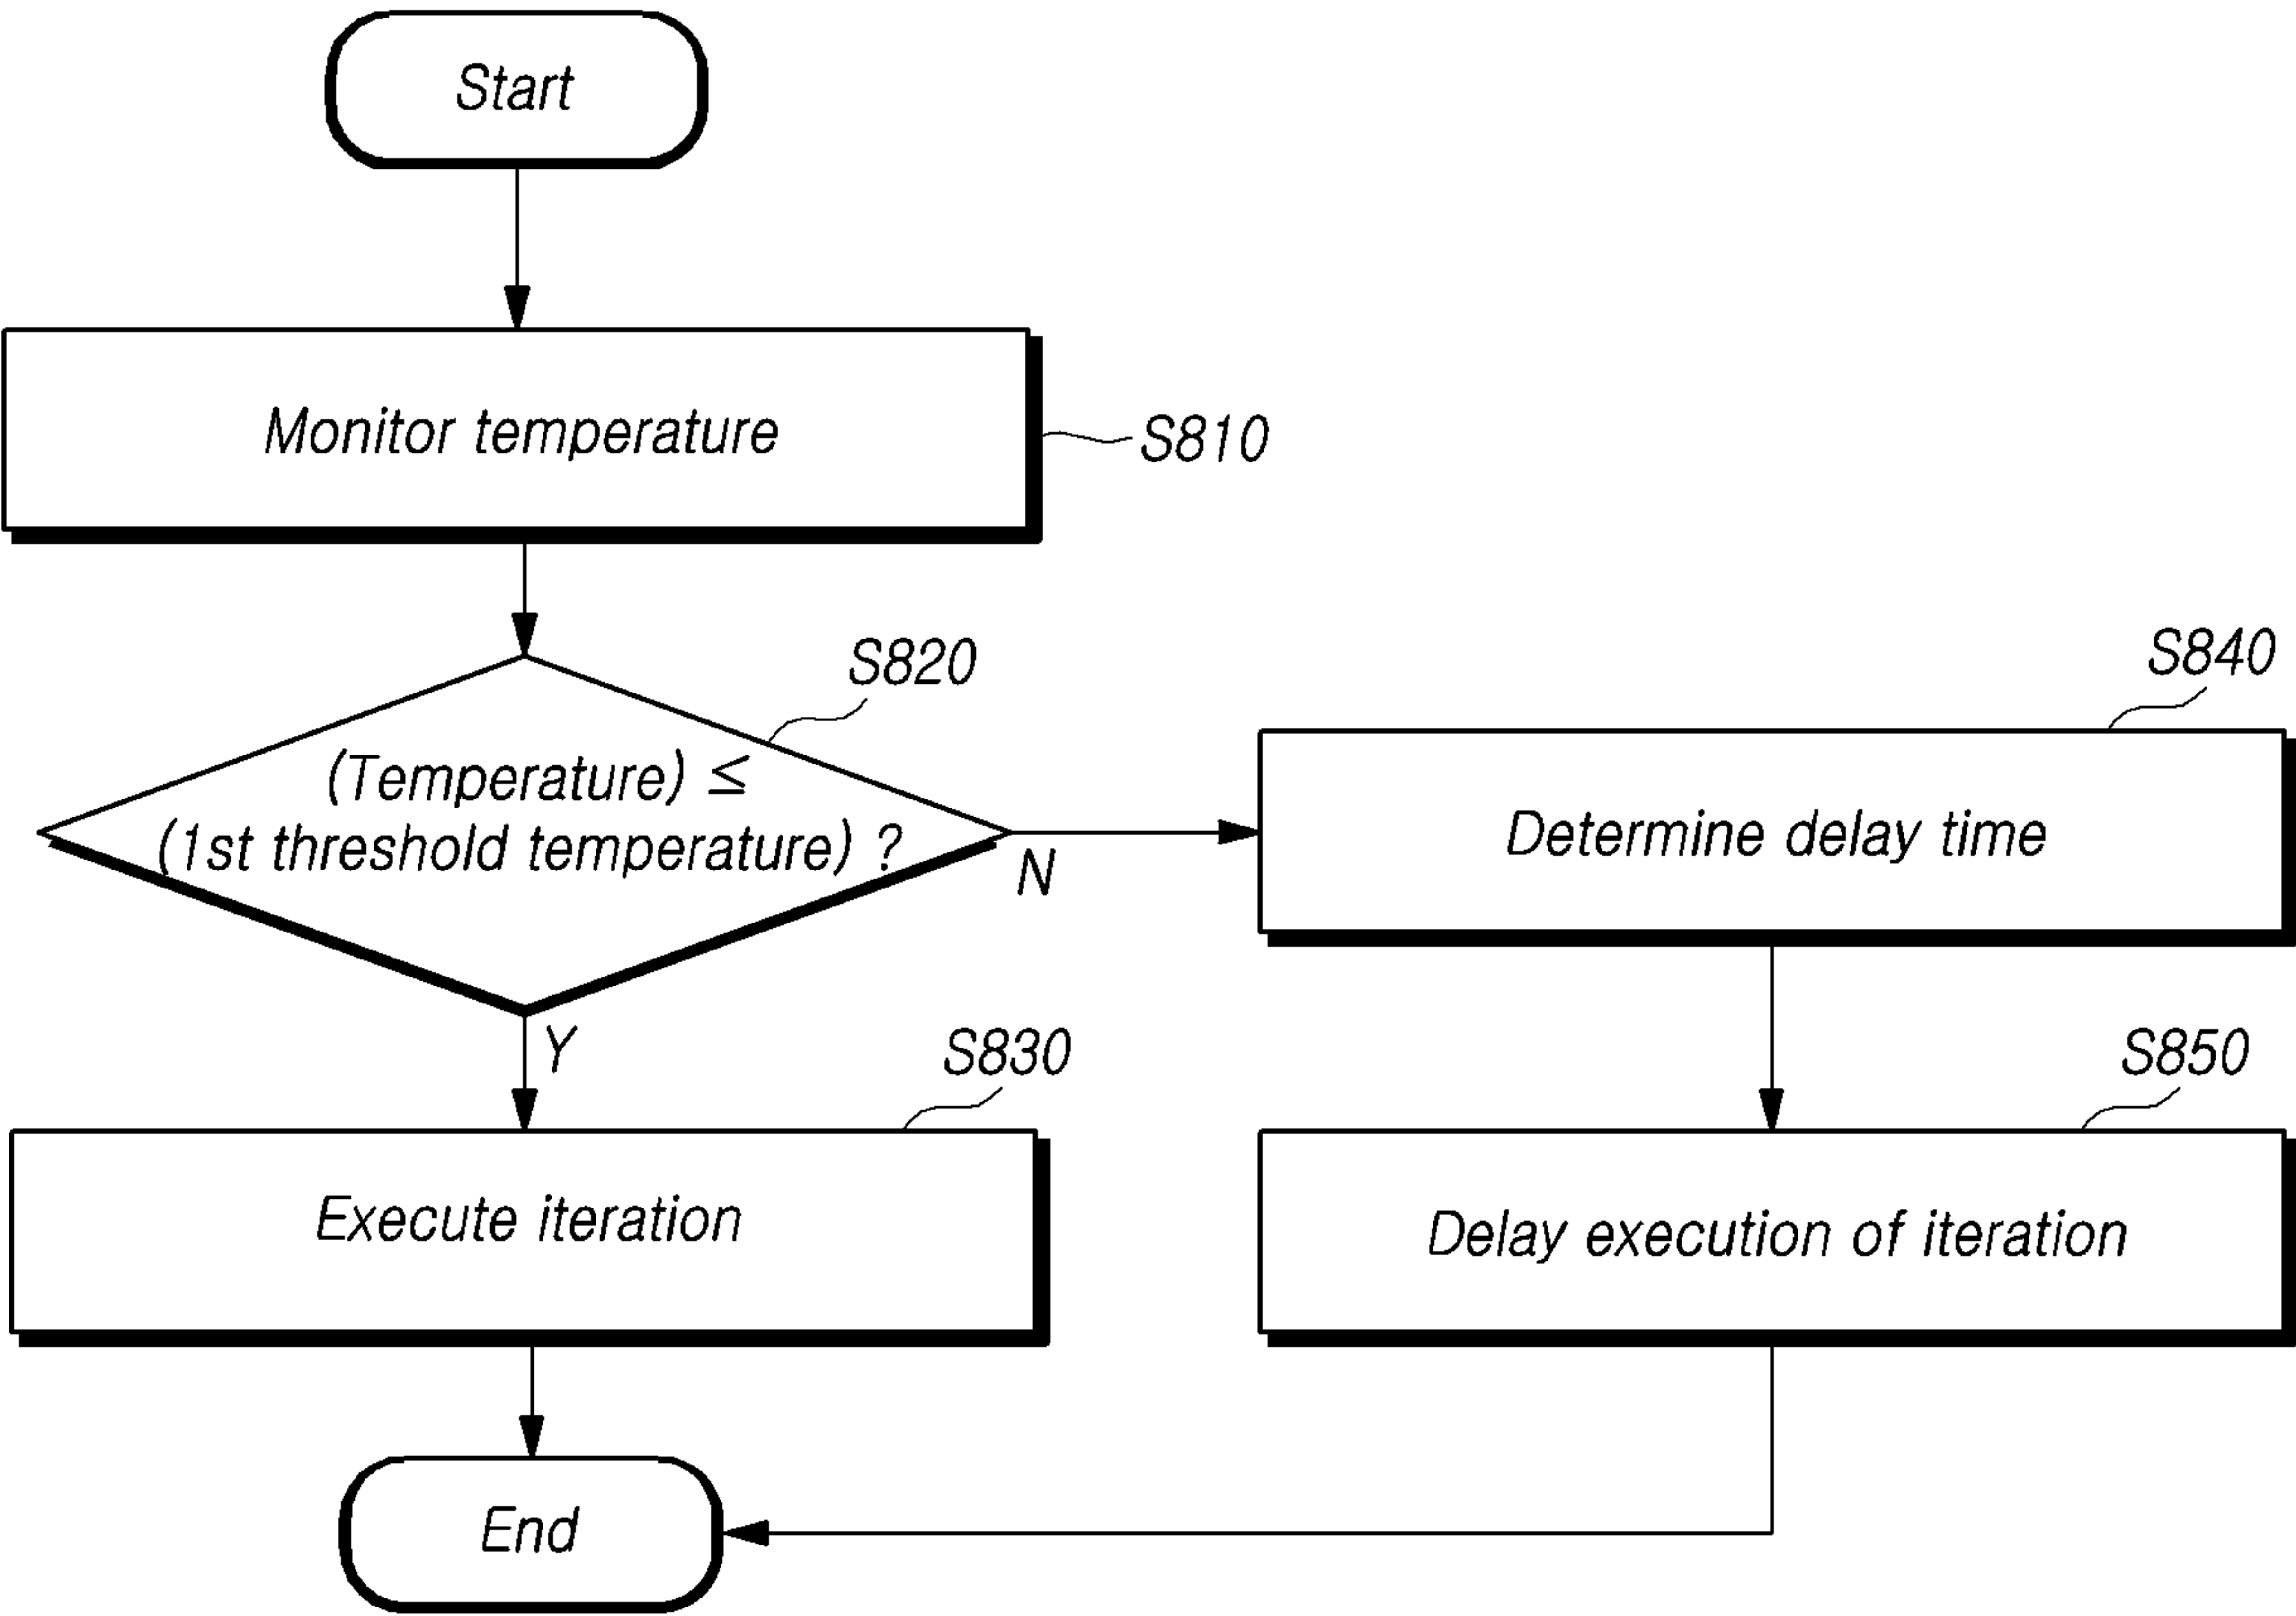 Start
Monitor temperature
S810
S820
(Temperature) ≤
(1st threshold temperature) ?
N
Y
S840
Determine delay time
S830
Execute iteration
S850
Delay execution of iteration
End